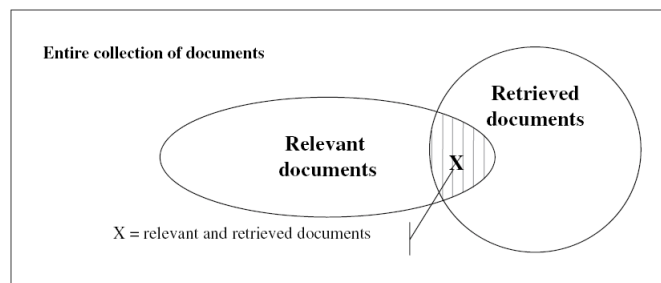 Entire collection of documents
Retrieved
documents
Relevant
documents
X
X = relevant and retrieved documents